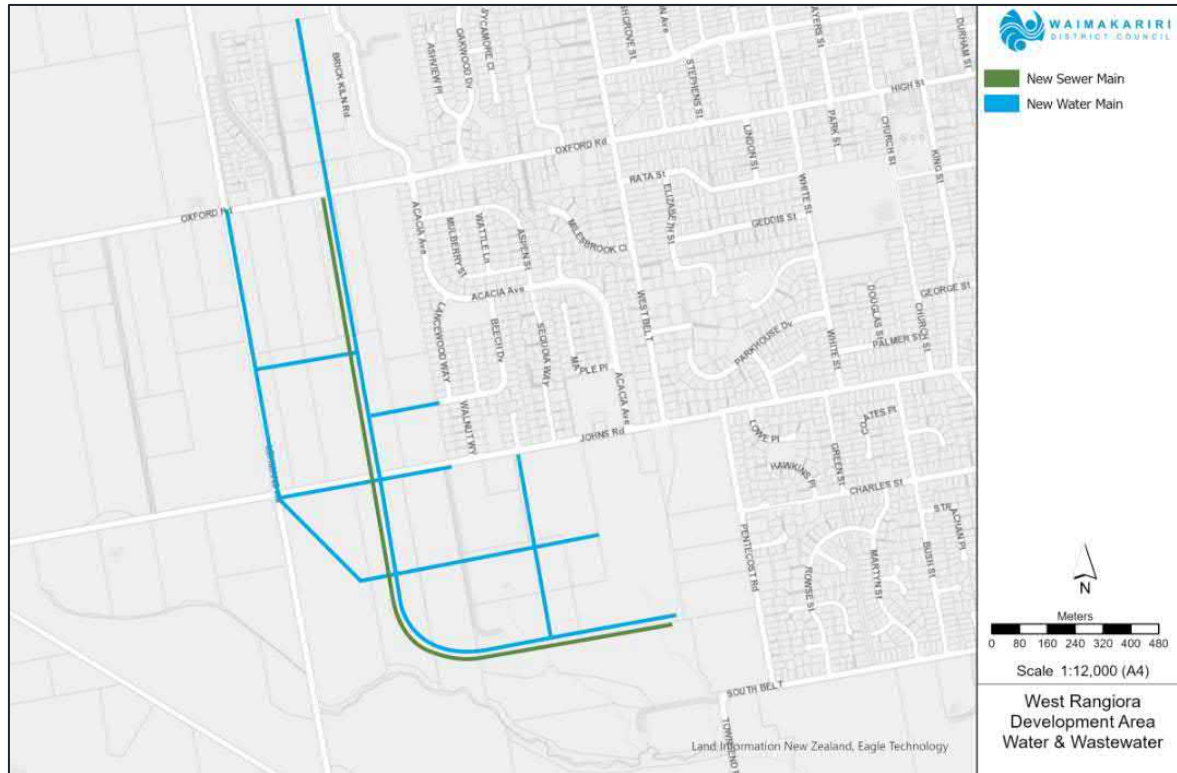 WAIMAKARIRI
DISTRICT COUNCIL
New Sewer Main
New Water Main
BRICK KILN Rd
ASHVIEW Pl
OAKWOOD Dv
SYCAMORE Cl
STEPHENS St
AYERS St
DURHAM St
HIGH St
PARK St
CHURCH St
KING St
LINDON St
OXFORD Rd
RATA St
WHITE St
ELIZABETH St
GEDDIS St
OXFORD Rd
ACACIA Ave
MULBERRY St
WATTLE Ln
ASPEN St
MILESBROOK Cl
ACACIA Ave
WEST BELT
GEORGE St
DOUGLAS St
CHURCH St
PALMER St
PARKHOUSE Dv
WHITE St
LANCEWOOD WAY
BEECH Dv
SEQUOIA Way
MAPLE Pl
ACACIA Ave
WALNUT WY
JOHNS Rd
LOWE Pl
COATES Pl
HAWKINS Pl
GREEN St
CHARLES St
STRACHAN Pl
PENTECOST Rd
ROWSE St
MARTYN St
BUSH St
SOUTH BELT
Land Information New Zealand, Eagle Technology
N
Meters
0 80 160 240 320 400 480
Scale 1:12,000 (A4)
West Rangiora
Development Area
Water & Wastewater